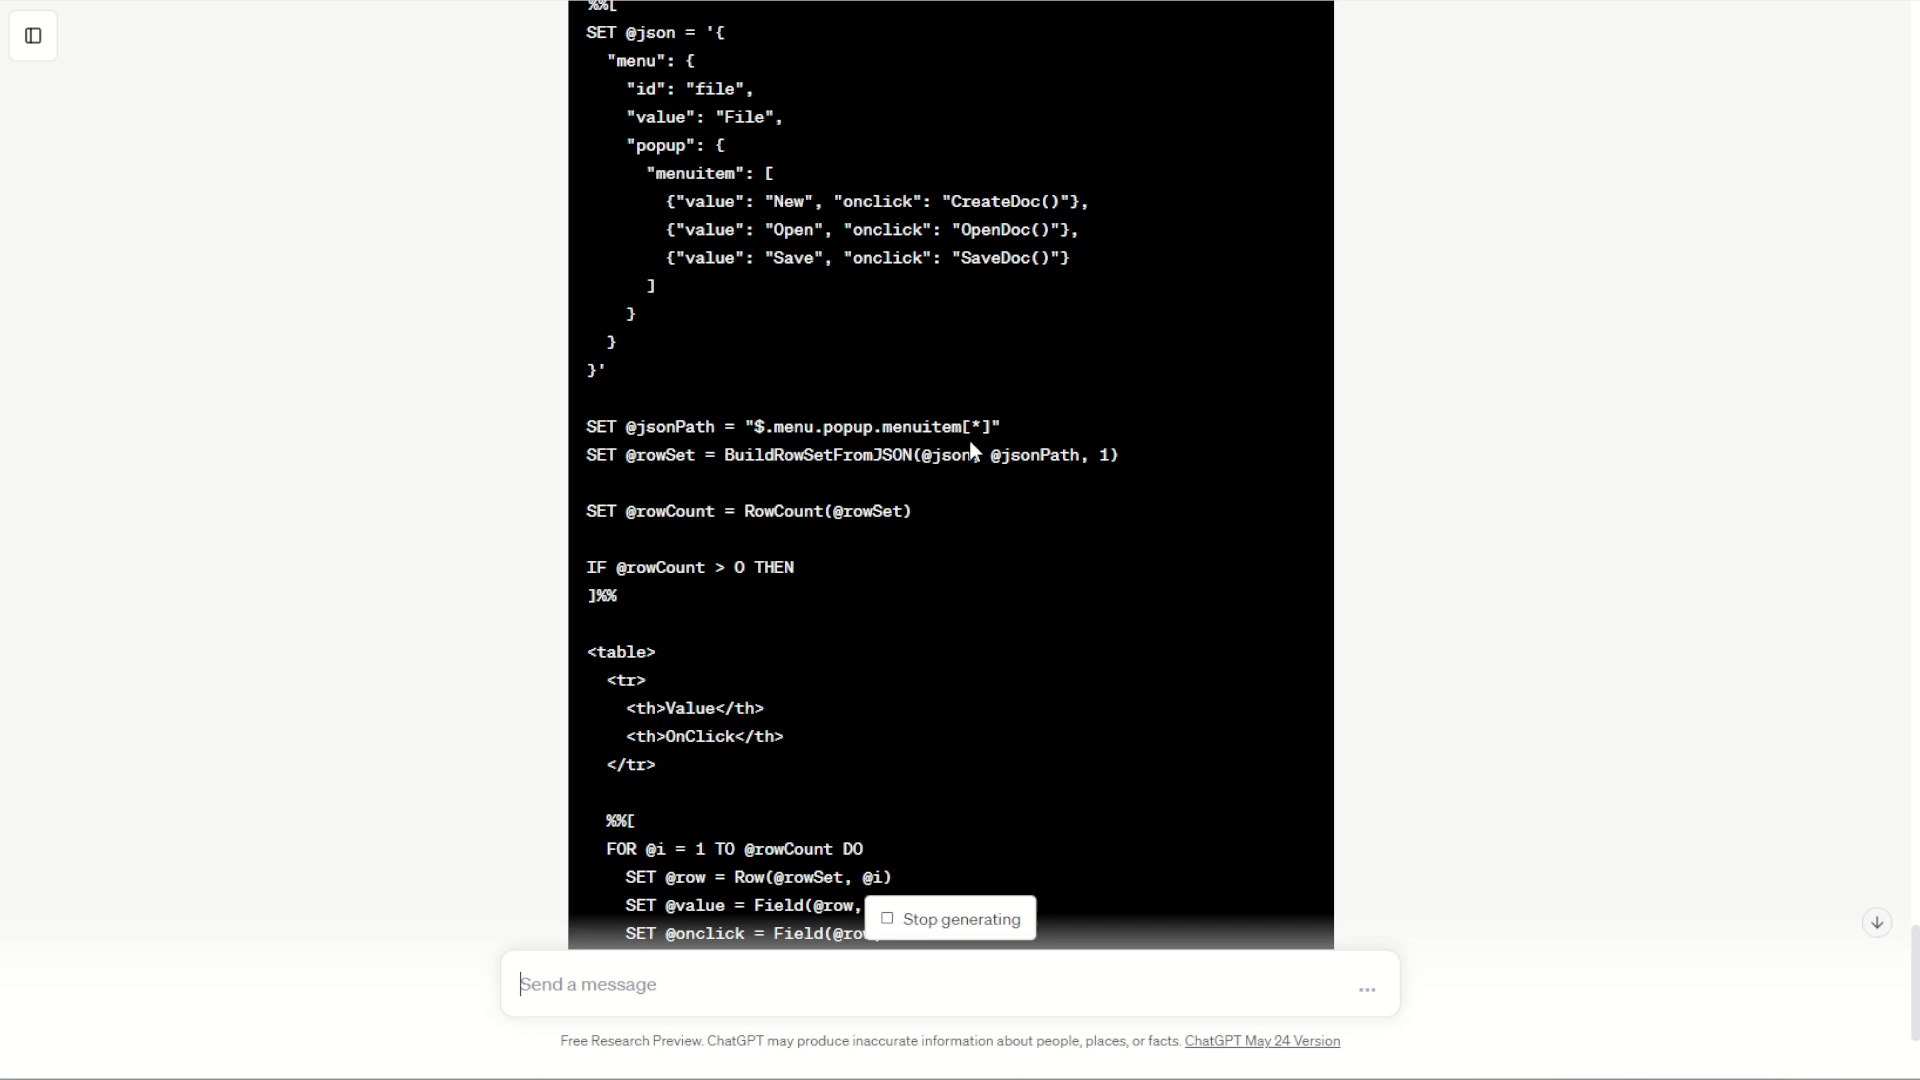 %%[
SET @json = '{
"menu": {
"id": "file",
"value": "File",
"popup": {
"menuitem": [
{"value": "New", "onclick": "CreateDoc()"},
{"value": "Open", "onclick": "OpenDoc()"},
{"value": "Save", "onclick": "SaveDoc()"}
]
}
}
}'
SET @jsonPath = "$.menu.popup.menuitem[*]"
SET @rowSet = BuildRowSetFromJSON(@json, @jsonPath, 1)
SET @rowCount = RowCount(@rowSet)
IF @rowCount > 0 THEN
]%%
<table>
<tr>
<th>Value</th>
<th>OnClick</th>
</tr>
%%[
FOR @i = 1 TO @rowCount DO
SET @row = Row(@rowSet, @i)
SET @value = Field(@row,
SET @onclick = Field(@row,
Stop generating
Send a message
...
Free Research Preview. ChatGPT may produce inaccurate information about people, places, or facts. ChatGPT May 24 Version